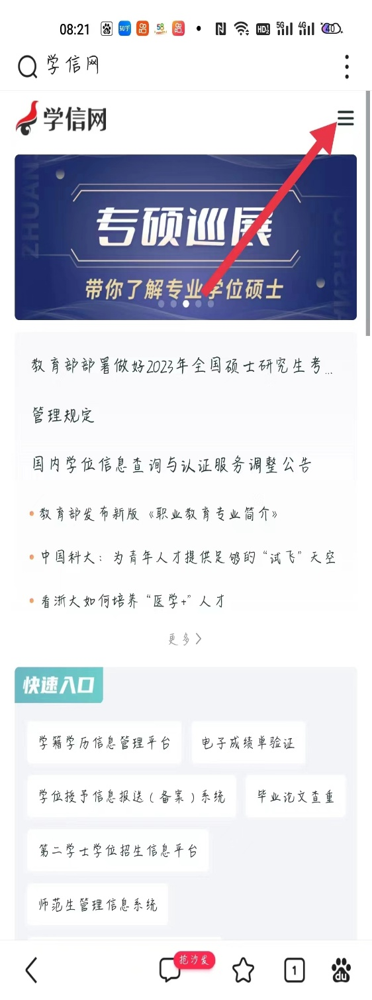 08:21 知乎 58 HD2 5G 4G 40
学信网
学信网
专硕巡展
带你了解专业学位硕士
教育部部署做好2023年全国硕士研究生考...
管理规定
国内学位信息查询与认证服务调整公告
教育部发布新版《职业教育专业简介》
中国科大：为青年人才提供足够的“试飞”天空
看浙大如何培养“医学+”人才
更多
快速入口
学籍学历信息管理平台 电子成绩单验证
学位授予信息报送（备案）系统 毕业论文查重
第二学士学位招生信息平台
师范生管理信息系统
抢沙发
1
du